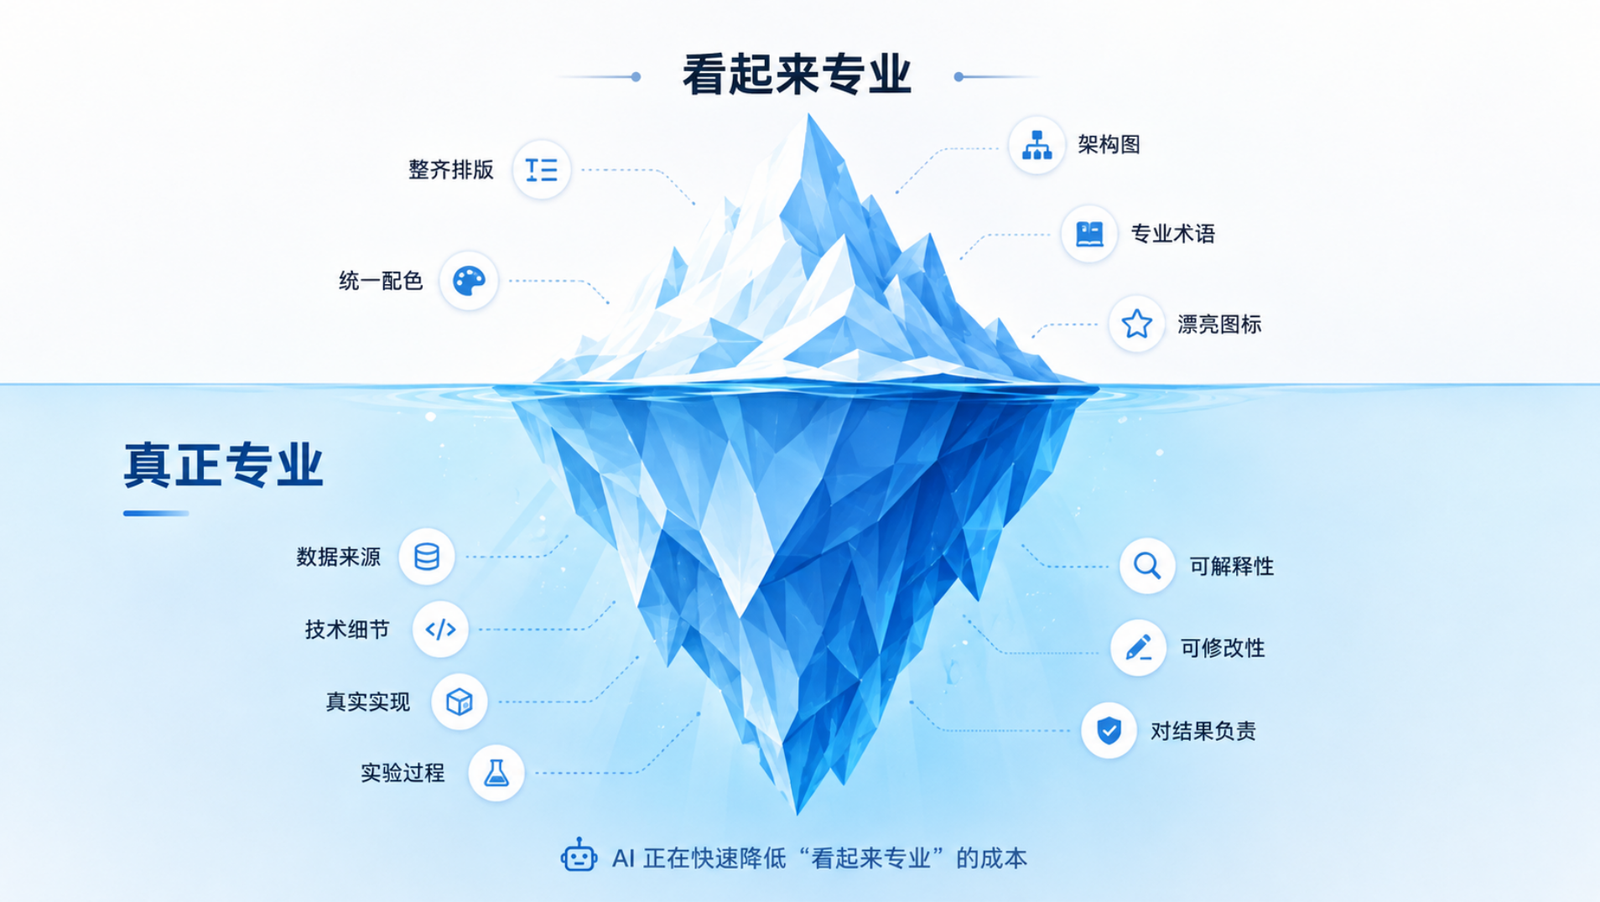 看起来专业
整齐排版
统一配色
架构图
专业术语
漂亮图标
真正专业
数据来源
技术细节
真实实现
实验过程
可解释性
可修改性
对结果负责
AI 正在快速降低“看起来专业”的成本